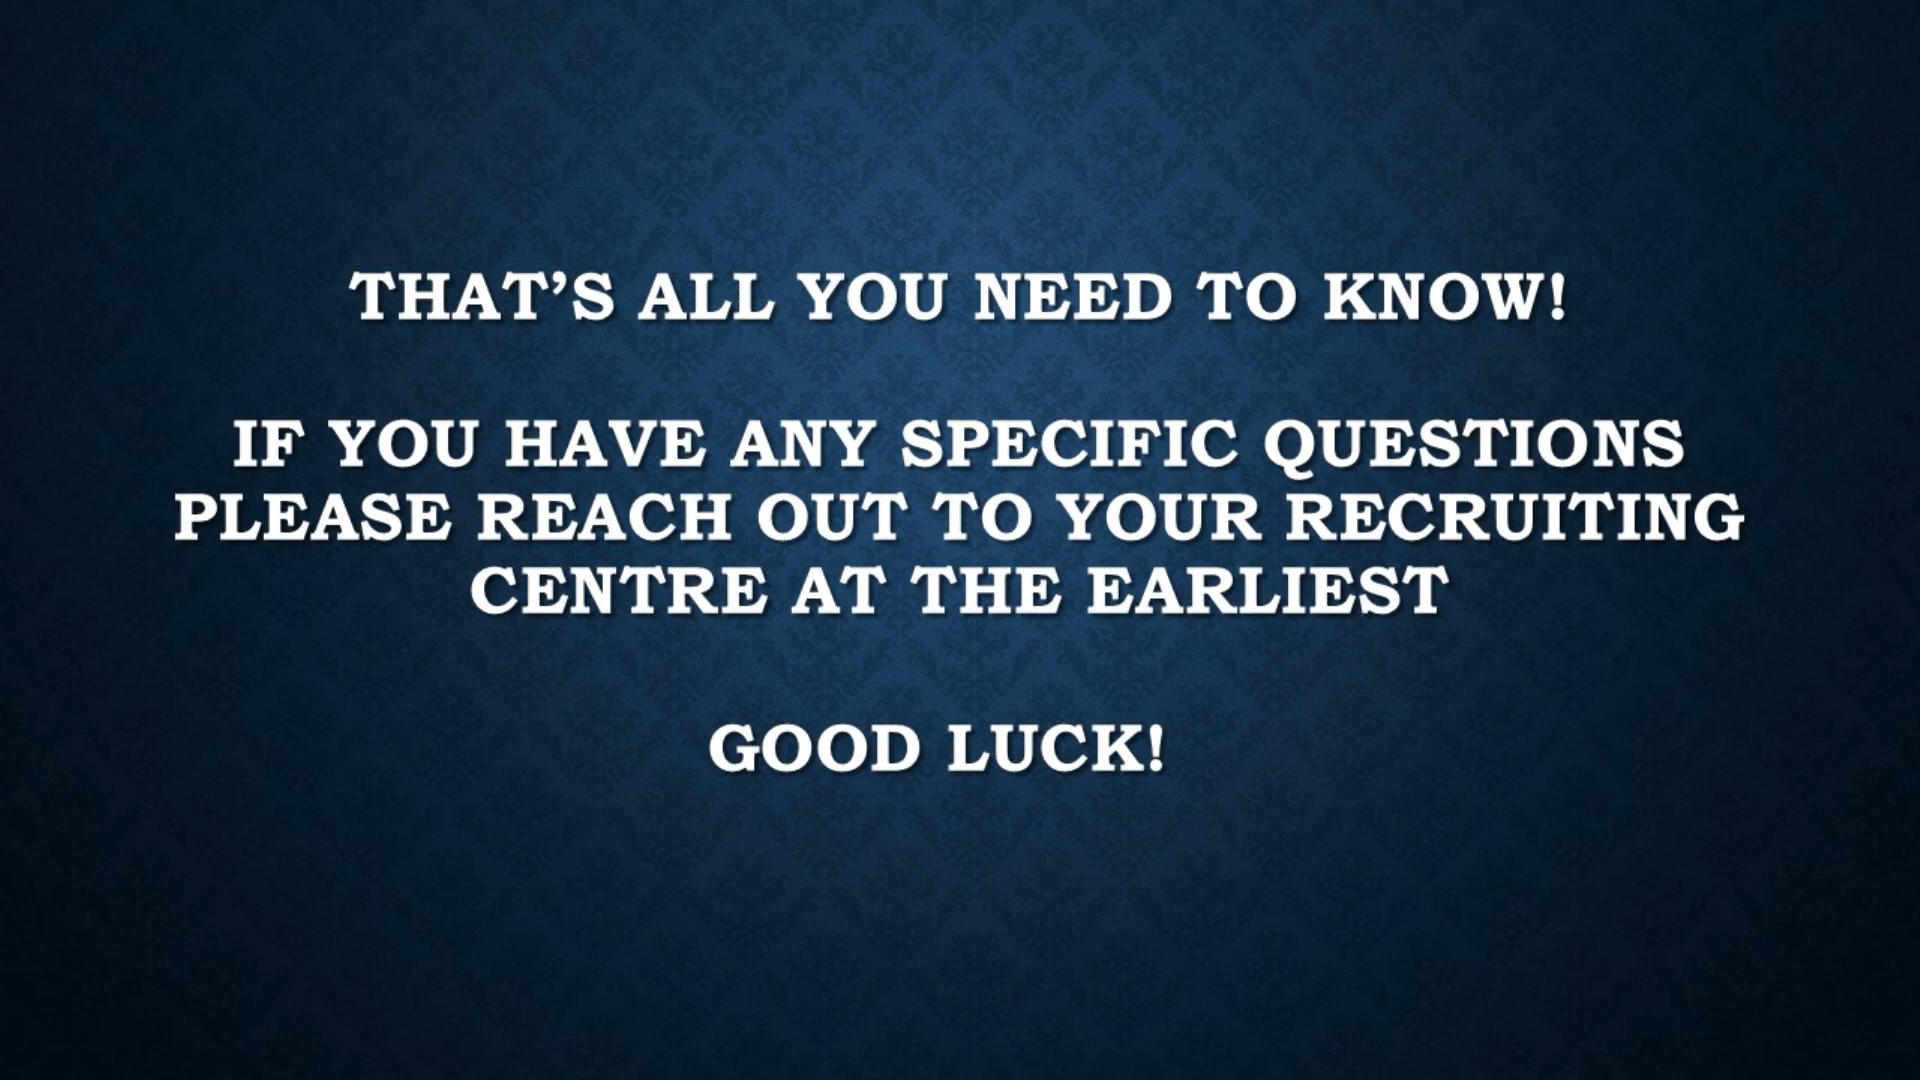 THAT’S ALL YOU NEED TO KNOW!
IF YOU HAVE ANY SPECIFIC QUESTIONS
PLEASE REACH OUT TO YOUR RECRUITING
CENTRE AT THE EARLIEST
GOOD LUCK!